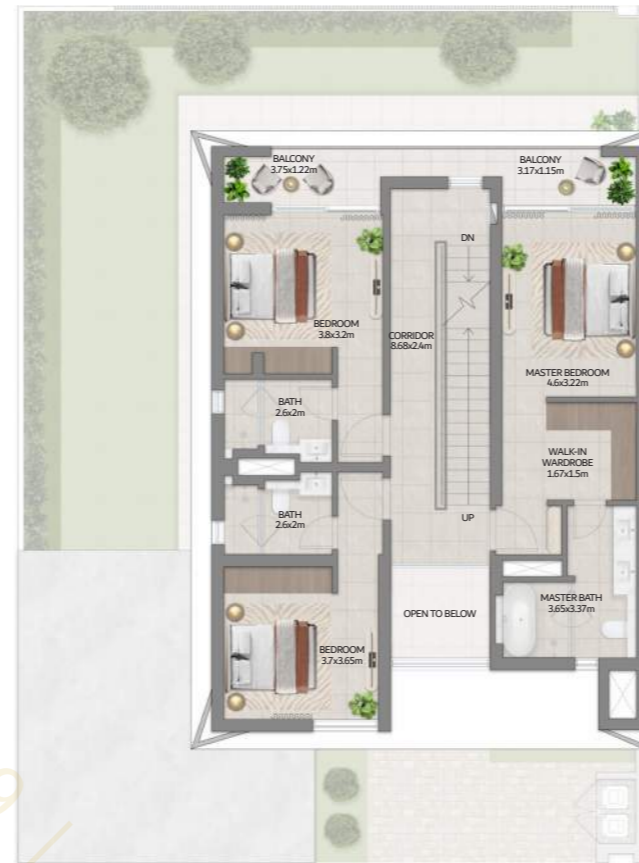 BALCONY
3.75x1.22m
BALCONY
3.17x1.15m
DN
BEDROOM
3.8x3.2m
CORRIDOR
8.68x2.4m
MASTER BEDROOM
4.6x3.22m
BATH
2.6x2m
WALK-IN
WARDROBE
1.67x1.5m
BATH
2.6x2m
UP
MASTER BATH
3.65x3.37m
OPEN TO BELOW
BEDROOM
3.7x3.65m